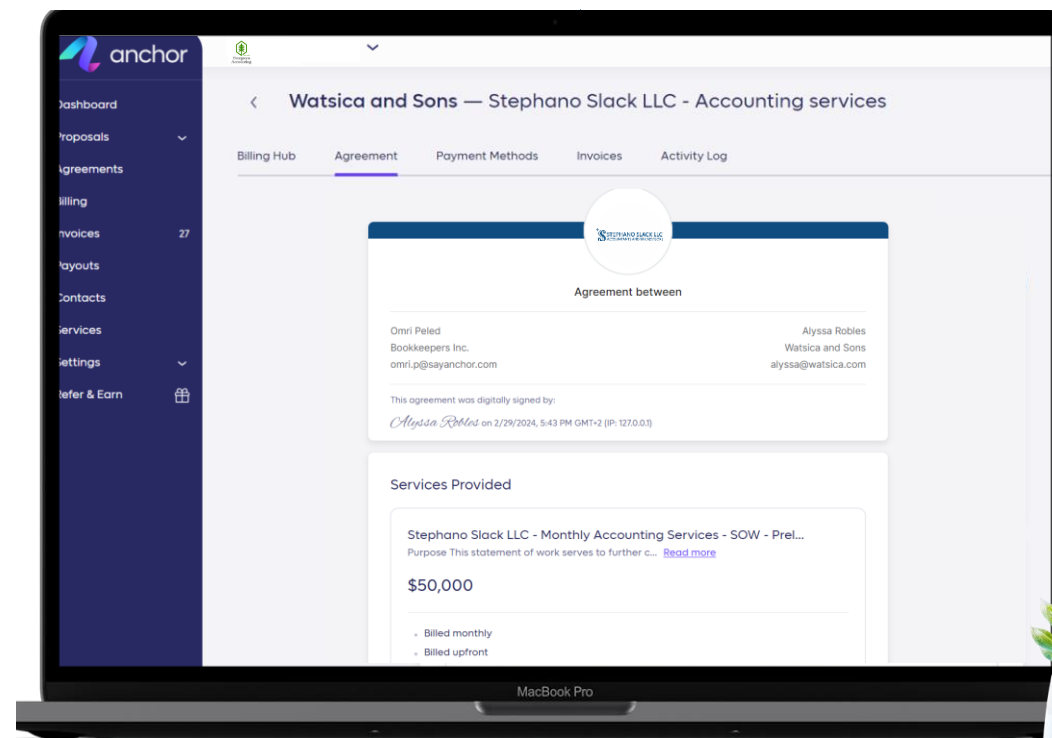 anchor
Dashboard
Proposals
Agreements
Billing
Invoices 27
Payouts
Contacts
Services
Settings
Refer & Earn
Watsica and Sons — Stephano Slack LLC - Accounting services
Billing Hub Agreement Payment Methods Invoices Activity Log
STEPHANO SLACK LLC
Agreement between
Omri Peled Alyssa Robles
Bookkeepers Inc. Watsica and Sons
omri.p@sayanchor.com alyssa@watsica.com
This agreement was digitally signed by:
Alyssa Robles on 2/29/2024, 5:43 PM GMT+2 (IP: 127.0.0.1)
Services Provided
Stephano Slack LLC - Monthly Accounting Services - SOW - Prel...
Purpose This statement of work serves to further c... Read more
$50,000
Billed monthly
Billed upfront
MacBook Pro